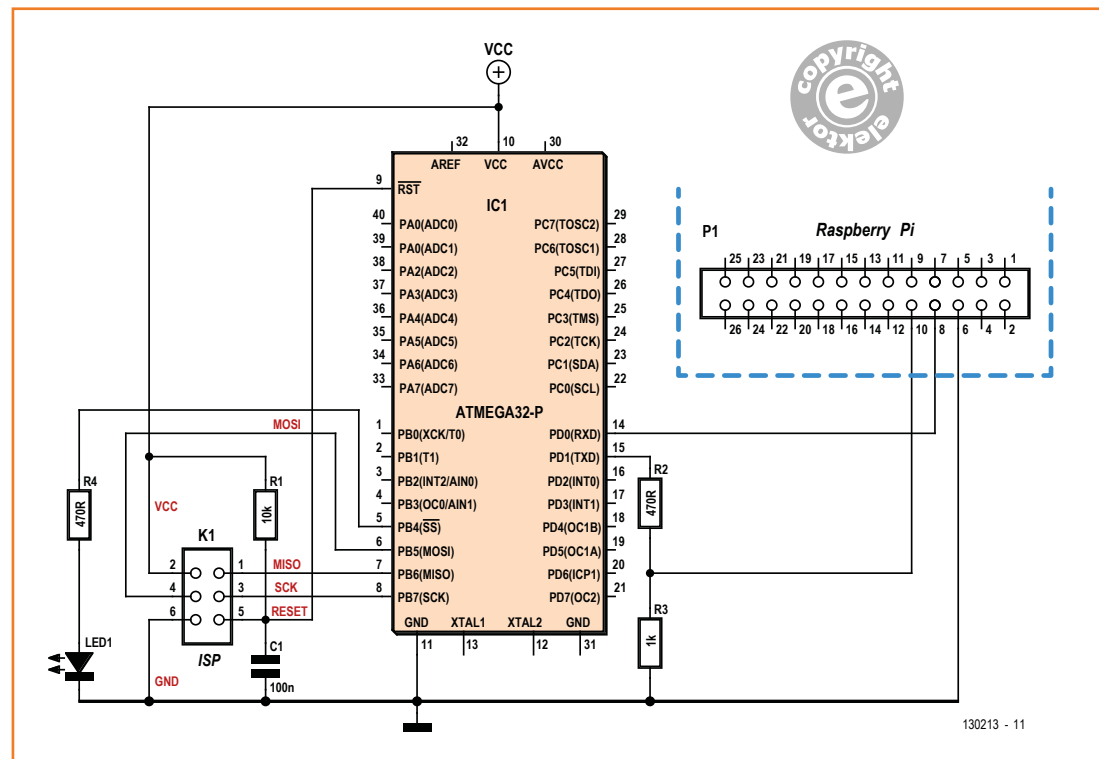 VCC
copyright
e
elektor
32 10 30
AREF VCC AVCC
9 RST
IC1
40 PA0(ADC0) PC7(TOSC2) 29
39 PA0(ADC1) PC6(TOSC1) 28
38 PA2(ADC2) PC5(TDI) 27
37 PA3(ADC3) PC4(TDO) 26
36 PA4(ADC4) PC3(TMS) 25
35 PA5(ADC5) PC2(TCK) 24
34 PA6(ADC6) PC1(SDA) 23
33 PA7(ADC7) PC0(SCL) 22
ATMEGA32-P
1 PB0(XCK/T0) PD0(RXD) 14
2 PB1(T1) PD1(TXD) 15
3 PB2(INT2/AIN0) PD2(INT0) 16
4 PB3(OC0/AIN1) PD3(INT1) 17
5 PB4(SS) PD4(OC1B) 18
6 PB5(MOSI) PD5(OC1A) 19
7 PB6(MISO) PD6(ICP1) 20
8 PB7(SCK) PD7(OC2) 21
GND XTAL1 XTAL2 GND
11 13 12 31
P1 Raspberry Pi
25 23 21 19 17 15 13 11 9 7 5 3 1
26 24 22 20 18 16 14 12 10 8 6 4 2
MOSI
R4
470R
R1
10k
VCC
K1
2 1 MISO
4 3 SCK
6 5 RESET
ISP
LED1
GND
C1
100n
R2
470R
R3
1k
130213 - 11